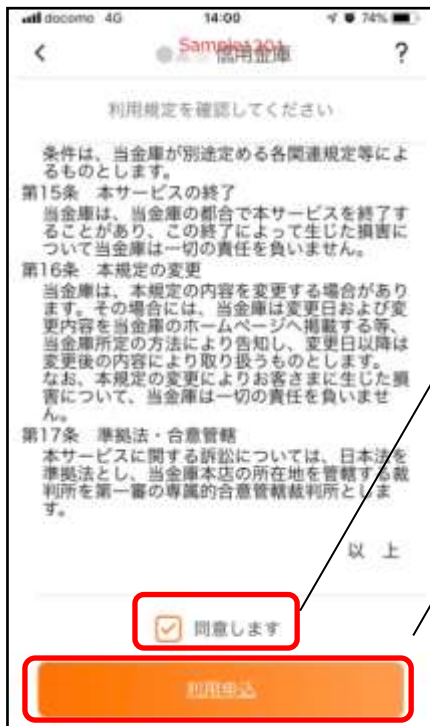 docomo 4G 14:00 74%
Sample1201
信用金庫
?
利用規定を確認してください
条件は、当金庫が別途定める各関連規定等によ
るものとします。
第15条 本サービスの終了
当金庫は、当金庫の都合で本サービスを終了す
ることがあり、この終了によって生じた損害に
ついて当金庫は一切の責任を負いません。
第16条 本規定の変更
当金庫は、本規定の内容を変更する場合があり
ます。その場合には、当金庫は変更日および変
更内容を当金庫のホームページへ掲載する等、
当金庫所定の方法により告知し、変更日以降は
変更後の内容により取り扱うものとします。
なお、本規定の変更によりお客さまに生じた損
害について、当金庫は一切の責任を負いませ
ん。
第17条 準拠法・合意管轄
本サービスに関する訴訟については、日本法を
準拠法とし、当金庫本店の所在地を管轄する裁
判所を第一審の専属的合意管轄裁判所としま
す。
以 上
同意します
利用申込